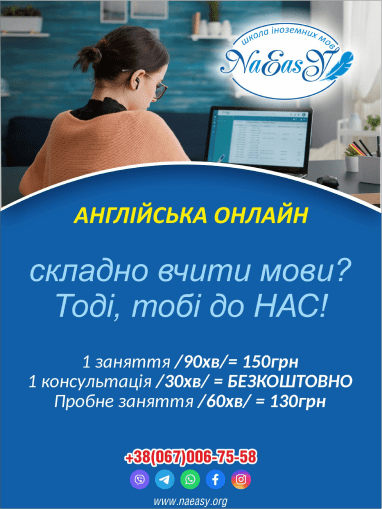 школа іноземних мов
NaEasY
АНГЛІЙСЬКА ОНЛАЙН
складно вчити мови?
Тоді, тобі до НАС!
1 заняття /90хв/= 150грн
1 консультація /30хв/ = БЕЗКОШТОВНО
Пробне заняття /60хв/ = 130грн
+38(067)006-75-58
www.naeasy.org